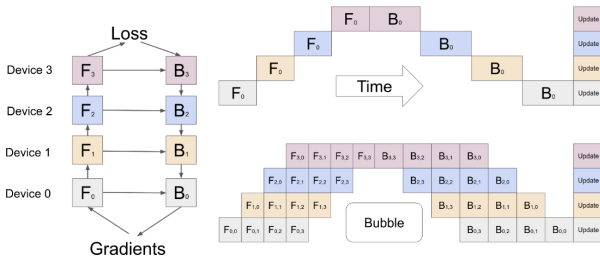 Loss
Device 3 F3 B3
Device 2 F2 B2
Device 1 F1 B1
Device 0 F0 B0
Gradients
F0 B0 Update
F0 B0 Update
F0 B0 Update
F0 B0 Update
Time
F3,0 F3,1 F3,2 F3,3 B3,3 B3,2 B3,1 B3,0 Update
F2,0 F2,1 F2,2 F2,3 B2,3 B2,2 B2,1 B2,0 Update
F1,0 F1,1 F1,2 F1,3 B1,3 B1,2 B1,1 B1,0 Update
F0,0 F0,1 F0,2 F0,3 B0,3 B0,2 B0,1 B0,0 Update
Bubble